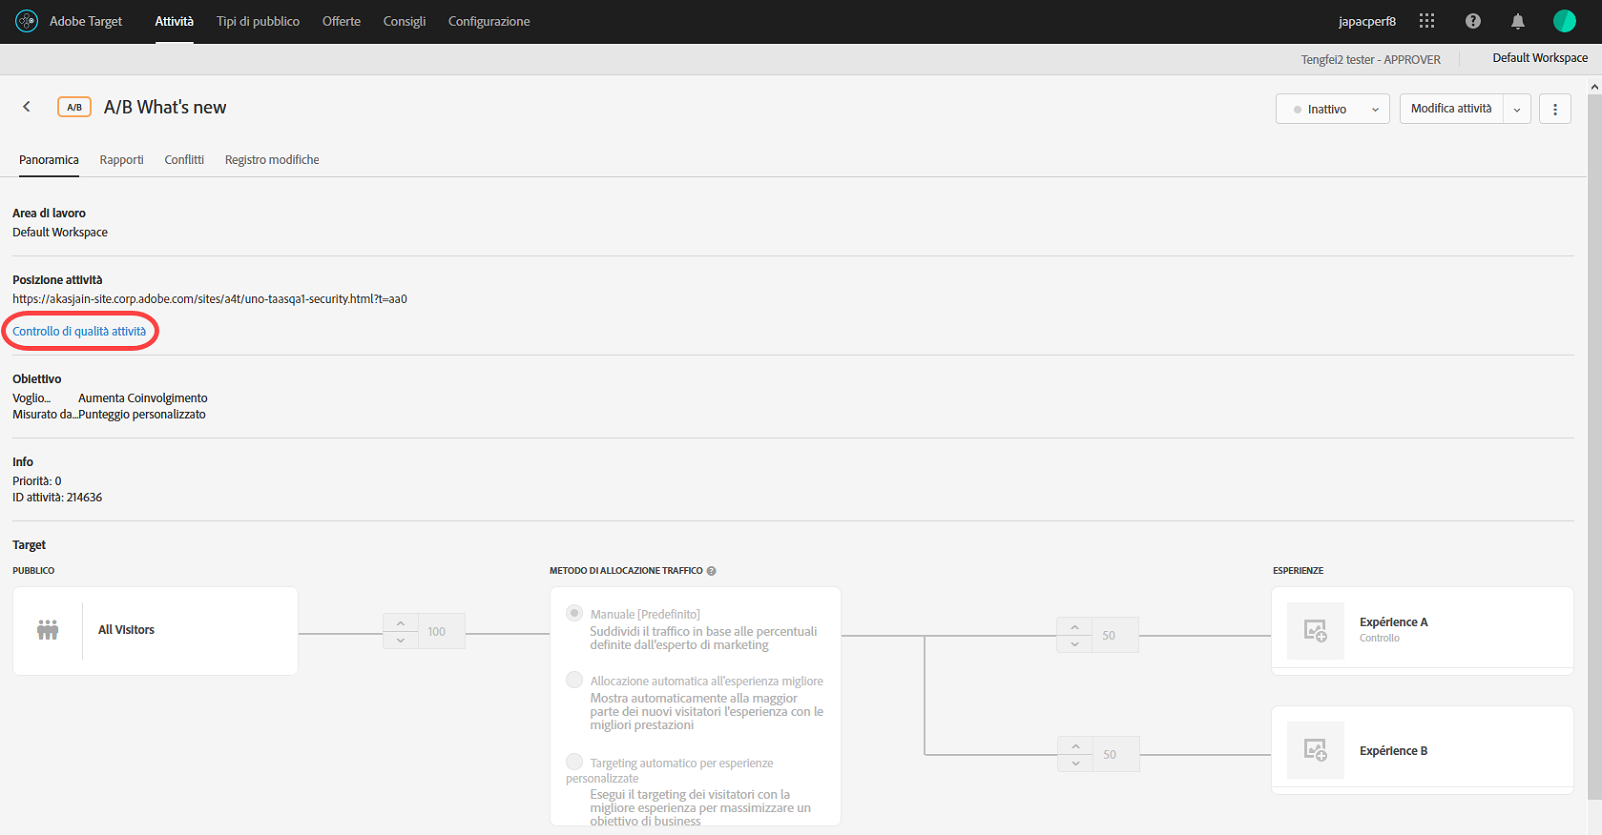 Adobe Target
Attività
Tipi di pubblico
Offerte
Consigli
Configurazione
japacperf8
Tengfei2 tester - APPROVER
Default Workspace
A/B
A/B What's new
Inattivo
Modifica attività
Panoramica
Rapporti
Conflitti
Registro modifiche
Area di lavoro
Default Workspace
Posizione attività
https://akasjain-site.corp.adobe.com/sites/a4t/uno-taasqa1-security.html?t=aa0
Controllo di qualità attività
Obiettivo
Voglio... Aumenta Coinvolgimento
Misurato da...Punteggio personalizzato
Info
Priorità: 0
ID attività: 214636
Target
PUBBLICO
METODO DI ALLOCAZIONE TRAFFICO
ESPERIENZE
All Visitors
100
Manuale [Predefinito]
Suddividi il traffico in base alle percentuali
definite dall'esperto di marketing
Allocazione automatica all'esperienza migliore
Mostra automaticamente alla maggior
parte dei nuovi visitatori l'esperienza con le
migliori prestazioni
Targeting automatico per esperienze
personalizzate
Esegui il targeting dei visitatori con la
migliore esperienza per massimizzare un
obiettivo di business
50
Expérience A
Controllo
50
Expérience B